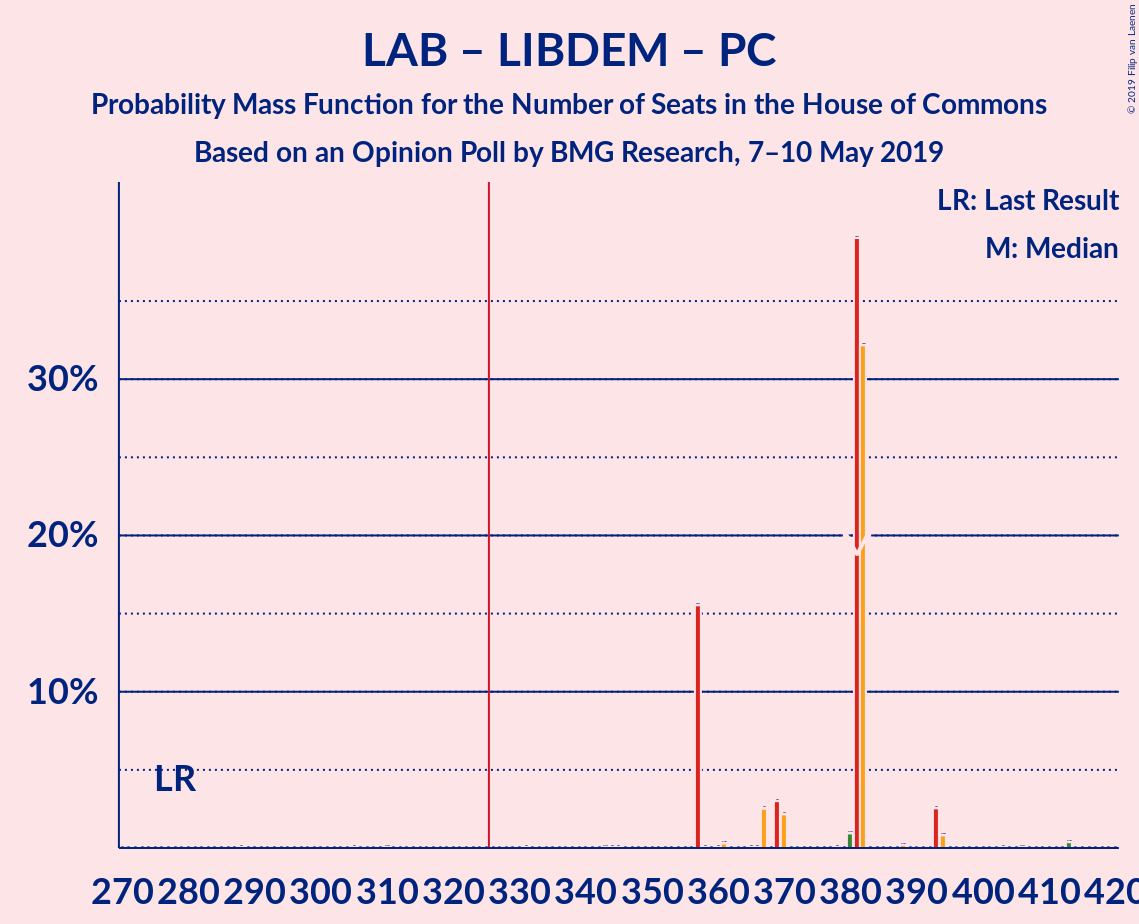 LAB – LIBDEM – PC
Probability Mass Function for the Number of Seats in the House of Commons
Based on an Opinion Poll by BMG Research, 7–10 May 2019
© 2019 Filip van Laenen
LR: Last Result
M: Median
30%
20%
10%
LR
270 280 290 300 310 320 330 340 350 360 370 380 390 400 410 420